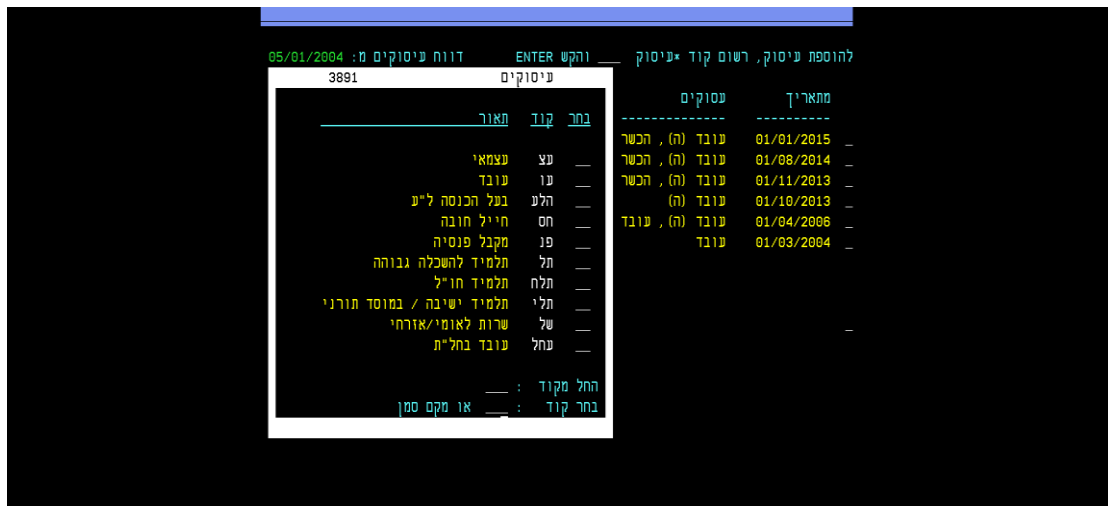 להוספת עיסוק, רשום קוד *עיסוק ___ והקש ENTER דווח עיסוקים מ: 05/01/2004
עיסוקים 3891
מתאריך עסוקים
---------- --------------
בחר קוד תאור
_ 01/01/2015 עובד (ה), הכשר
_ 01/08/2014 עובד (ה), הכשר
_ 01/11/2013 עובד (ה), הכשר
_ 01/10/2013 עובד (ה)
_ 01/04/2006 עובד (ה), עובד
_ 01/03/2004 עובד
__ עצ עצמאי
__ עו עובד
__ הלע בעל הכנסה ל"ע
__ חס חייל חובה
__ פנ מקבל פנסיה
__ תל תלמיד להשכלה גבוהה
__ תלח תלמיד חו"ל
__ תלי תלמיד ישיבה / במוסד תורני
__ של שרות לאומי/אזרחי
__ עחל עובד בחל"ת
החל מקוד : ___
בחר קוד : ___ או מקם סמן